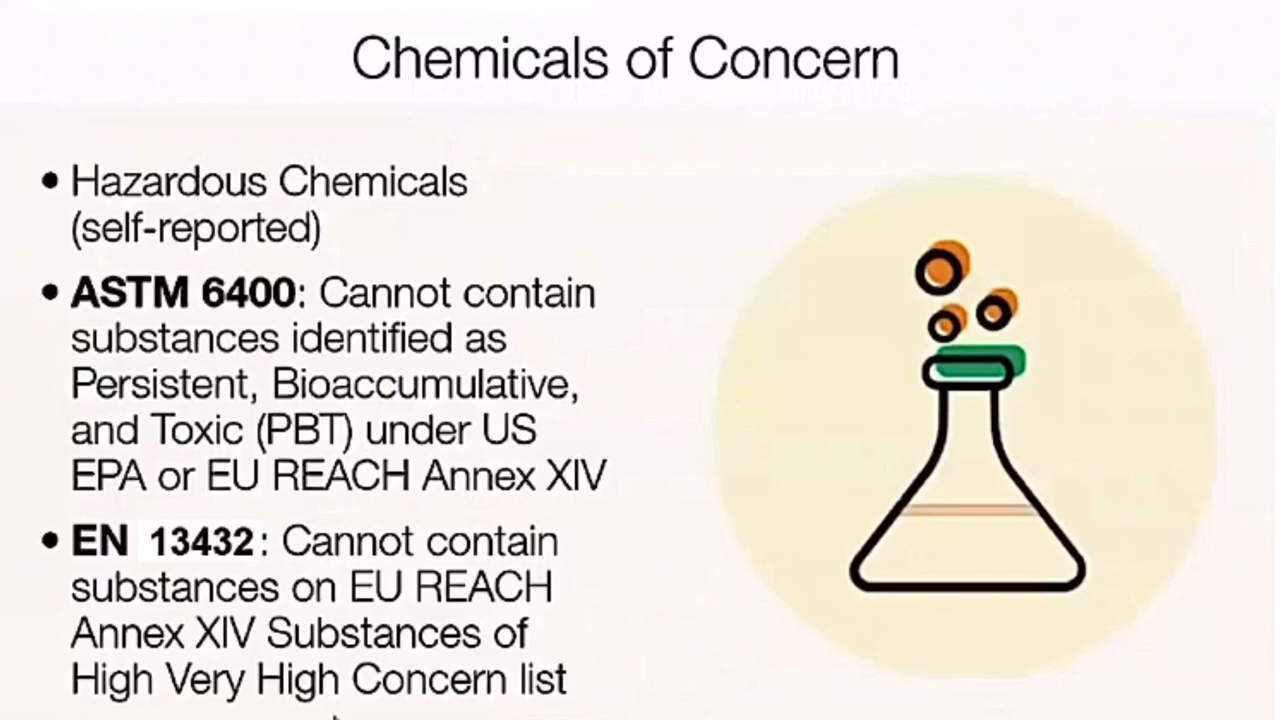 Chemicals of Concern
• Hazardous Chemicals
(self-reported)
• ASTM 6400: Cannot contain
substances identified as
Persistent, Bioaccumulative,
and Toxic (PBT) under US
EPA or EU REACH Annex XIV
• EN 13432: Cannot contain
substances on EU REACH
Annex XIV Substances of
High Very High Concern list